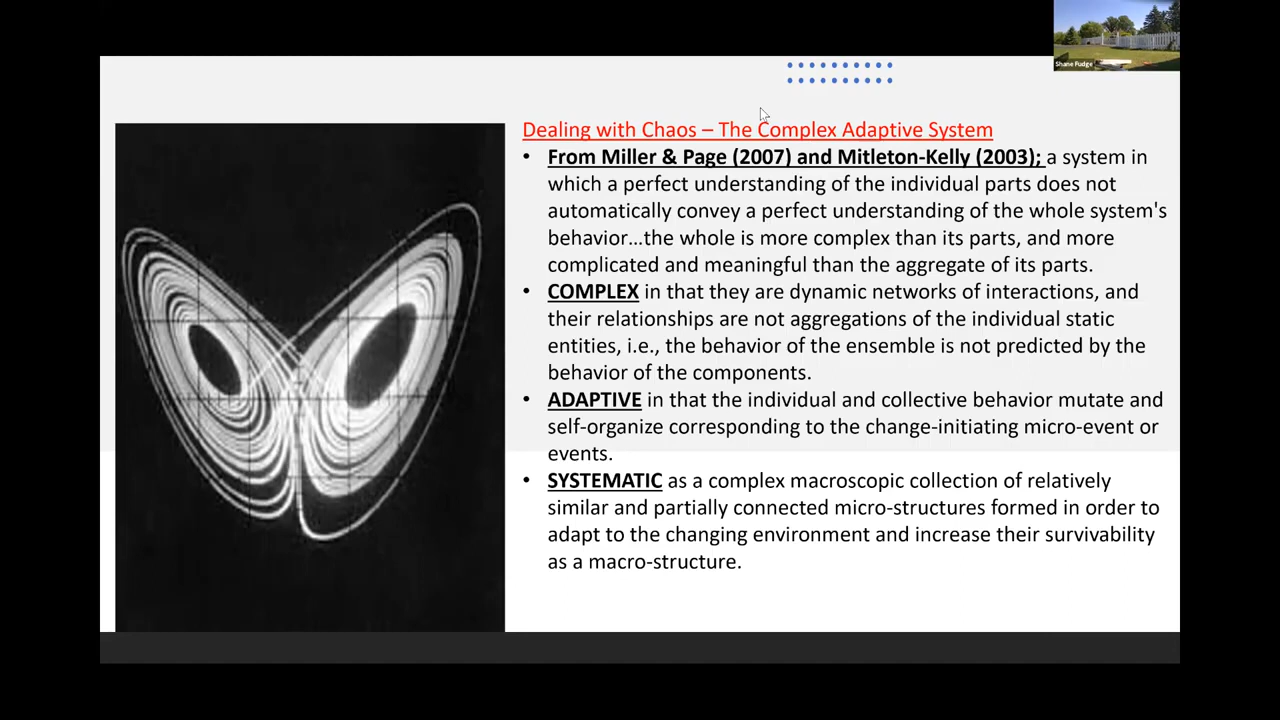 Shane Fudge
Dealing with Chaos – The Complex Adaptive System
• From Miller & Page (2007) and Mitleton-Kelly (2003); a system in
which a perfect understanding of the individual parts does not
automatically convey a perfect understanding of the whole system's
behavior…the whole is more complex than its parts, and more
complicated and meaningful than the aggregate of its parts.
• COMPLEX in that they are dynamic networks of interactions, and
their relationships are not aggregations of the individual static
entities, i.e., the behavior of the ensemble is not predicted by the
behavior of the components.
• ADAPTIVE in that the individual and collective behavior mutate and
self-organize corresponding to the change-initiating micro-event or
events.
• SYSTEMATIC as a complex macroscopic collection of relatively
similar and partially connected micro-structures formed in order to
adapt to the changing environment and increase their survivability
as a macro-structure.